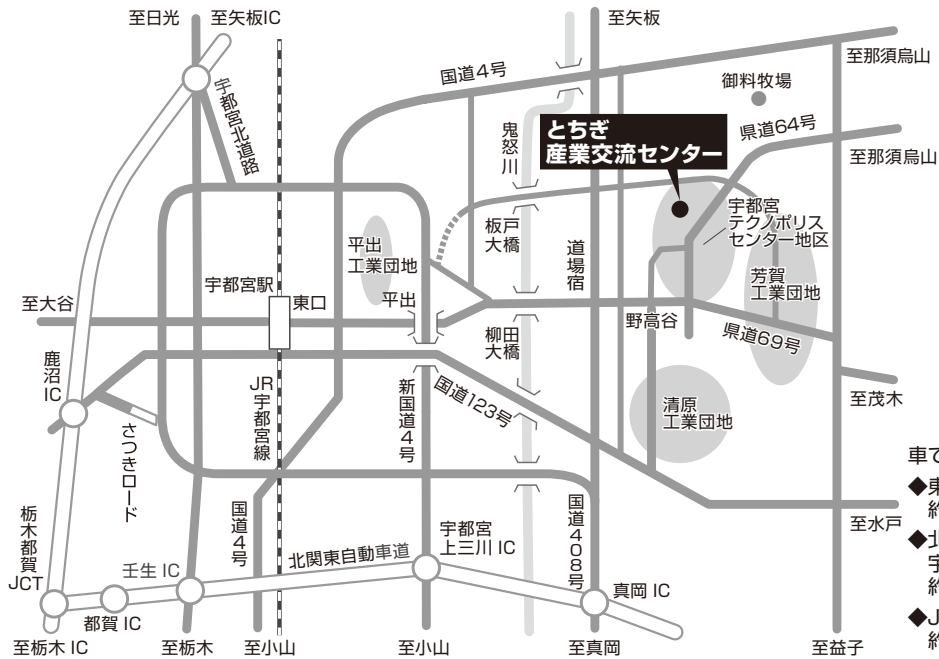 至日光
至矢板IC
至矢板
国道4号
至那須烏山
御料牧場
宇都宮北道路
鬼怒川
とちぎ
産業交流センター
県道64号
至那須烏山
宇都宮
テクノポリス
センター地区
板戸
大橋
道場宿
平出
工業団地
芳賀
工業団地
宇都宮駅
東口
平出
至大谷
野高谷
県道69号
柳田
大橋
鹿沼
IC
JR宇都宮線
新国道4号
国道123号
至茂木
清原
工業団地
さつきロード
車で
◆東
約
至水戸
栃木都賀
JCT
国道4号
国道408号
宇都宮
上三川 IC
◆北
宇
約
北関東自動車道
壬生 IC
真岡 IC
都賀 IC
◆J
約
至栃木 IC
至栃木
至小山
至小山
至真岡
至益子